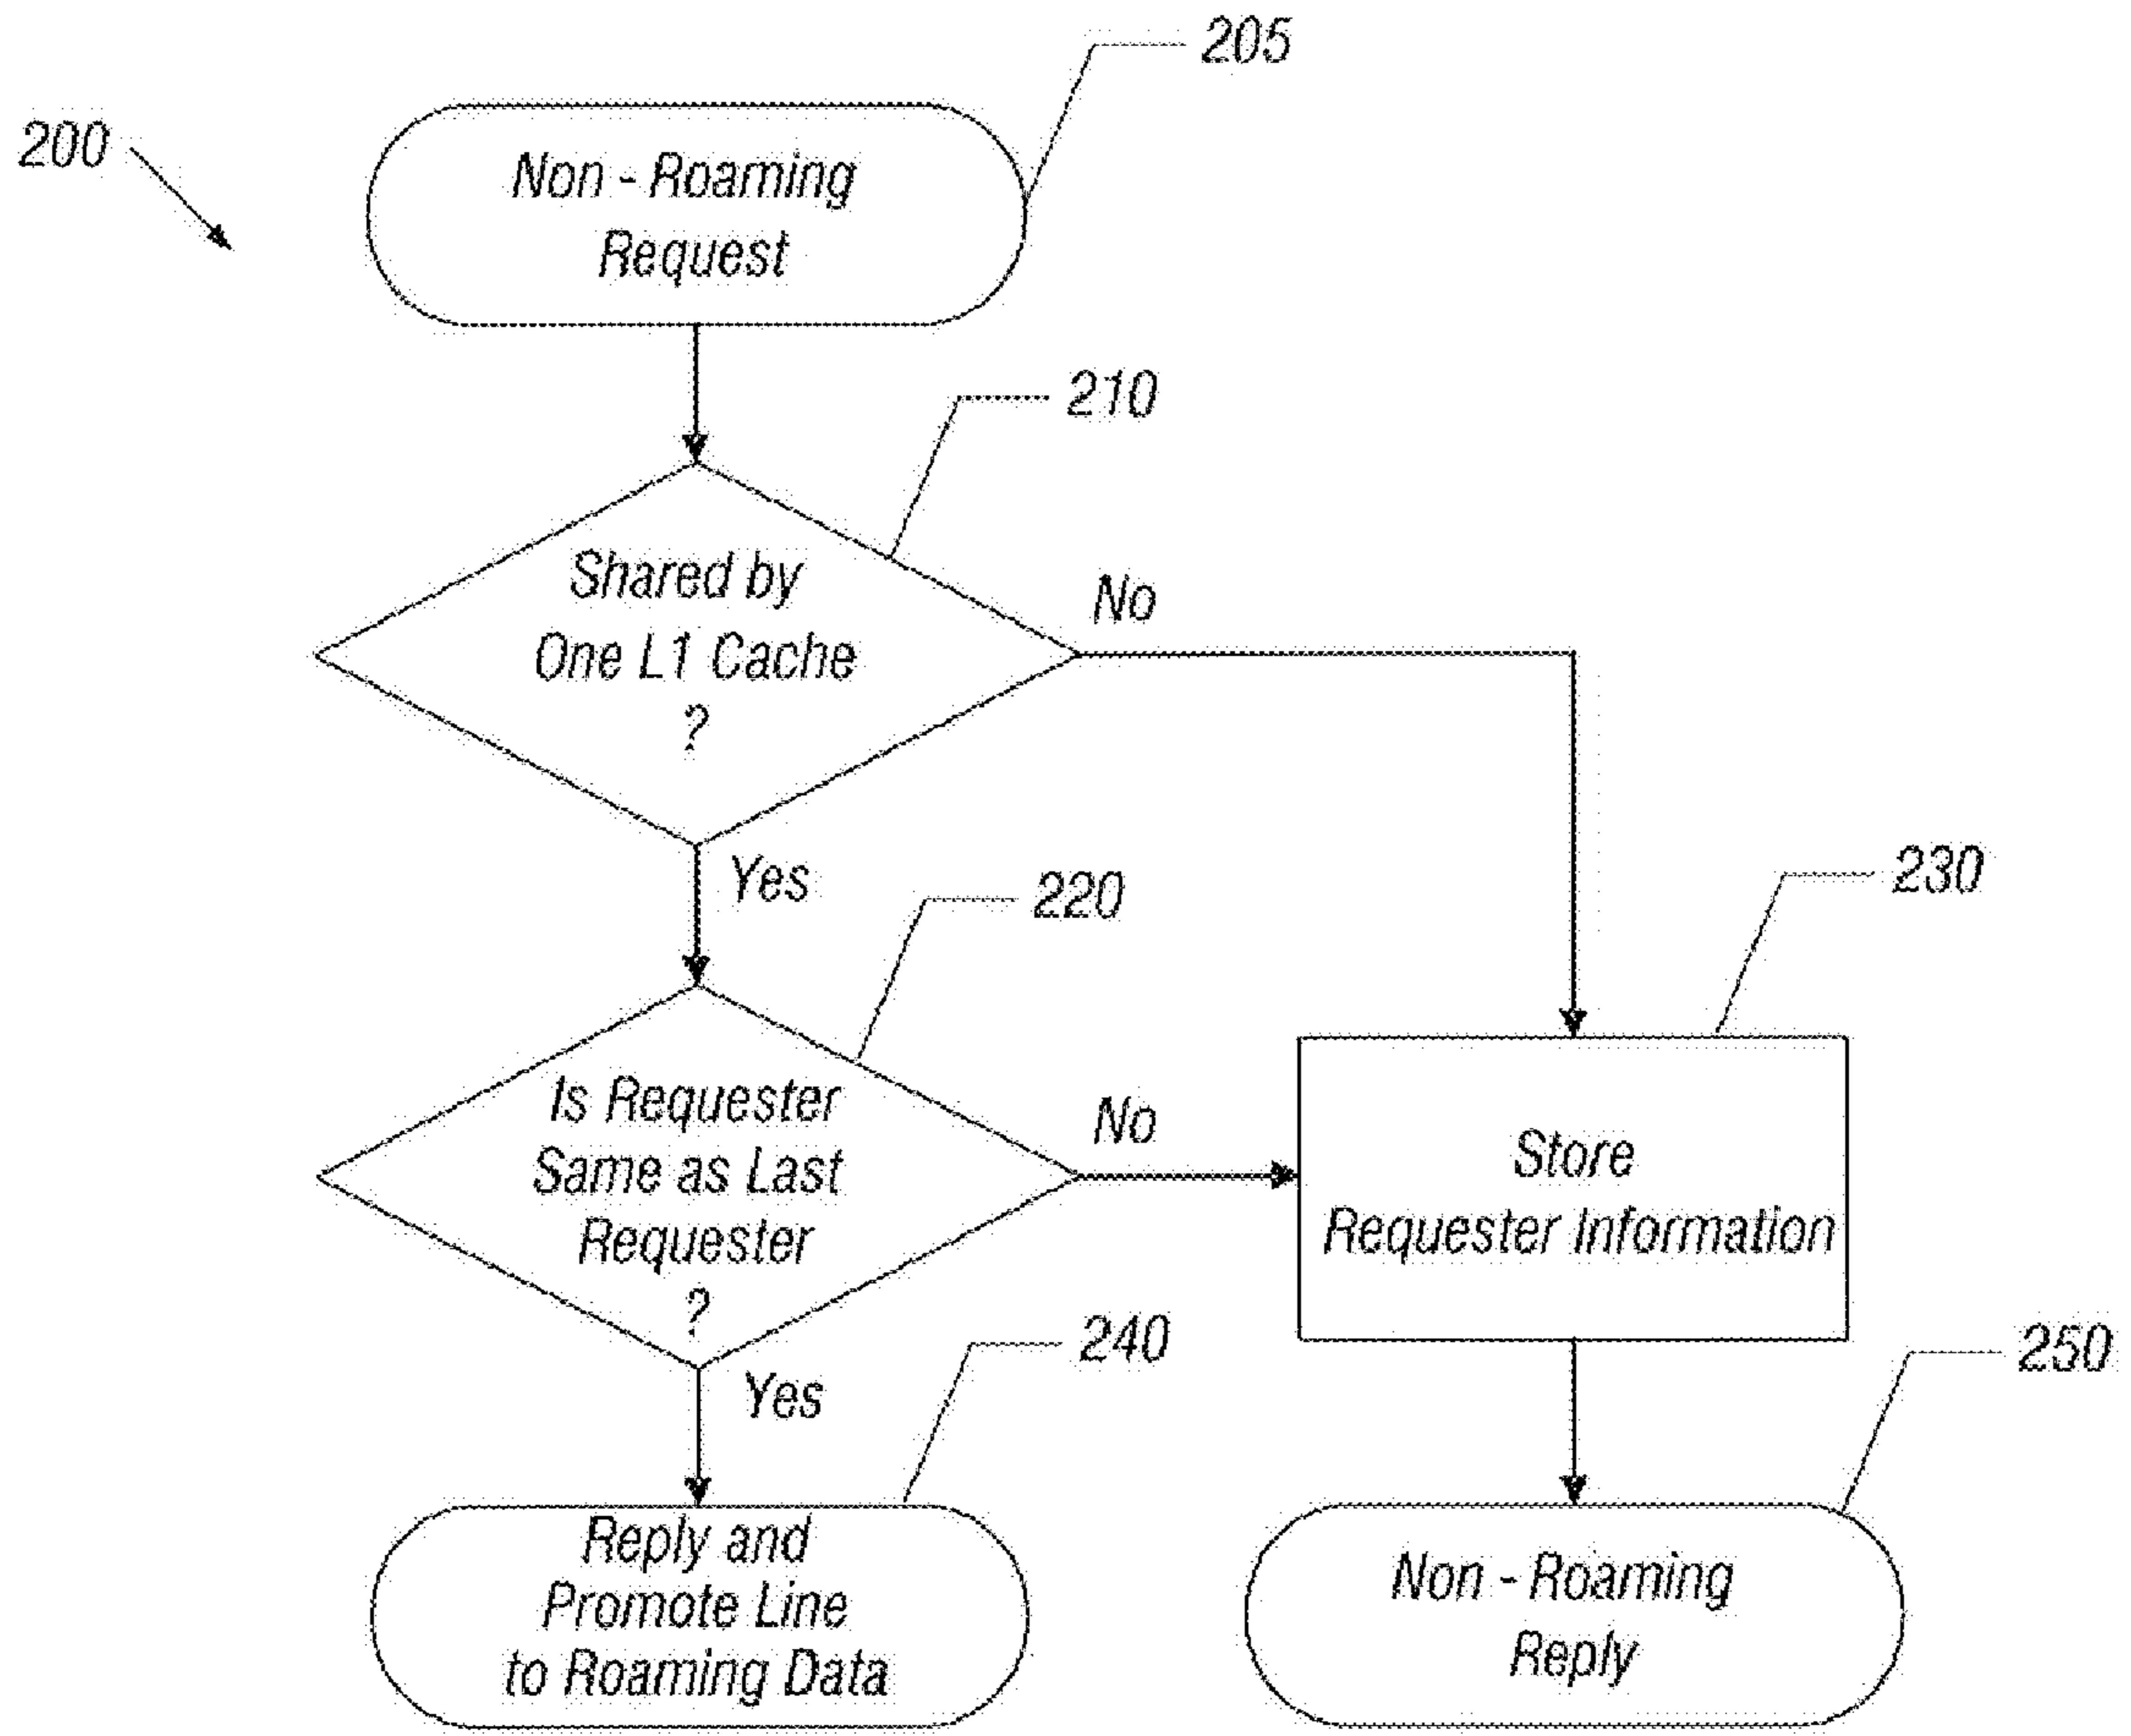 205
200
Non - Roaming
Request
210
Shared by
One L1 Cache
?
No
Yes
220
230
Is Requester
Same as Last
Requester
?
No
Store
Requester Information
Yes
240
250
Reply and
Promote Line
to Roaming Data
Non - Roaming
Reply